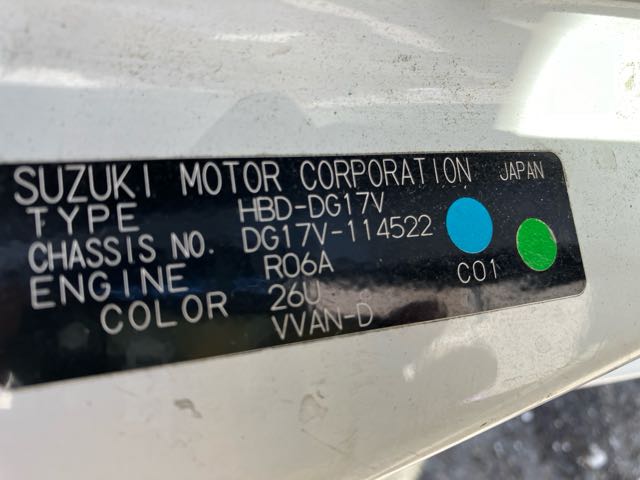 SUZUKI MOTOR CORPORATION JAPAN
TYPE HBD-DG17V
CHASSIS NO. DG17V-114522
ENGINE R06A C01
COLOR 26U
VVAN-D